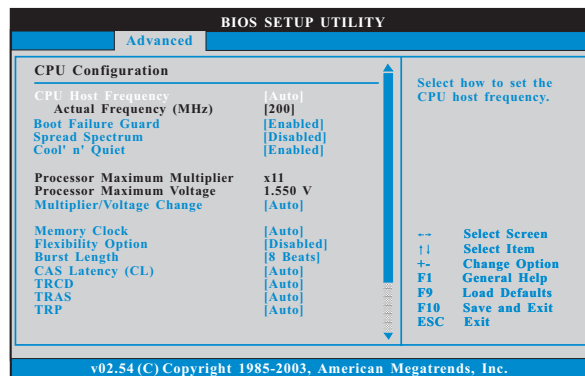 BIOS SETUP UTILITY
Advanced
CPU Configuration
CPU Host Frequency [Auto]
Actual Frequency (MHz) [200]
Boot Failure Guard [Enabled]
Spread Spectrum [Disabled]
Cool' n' Quiet [Enabled]
Processor Maximum Multiplier x11
Processor Maximum Voltage 1.550 V
Multiplier/Voltage Change [Auto]
Memory Clock [Auto]
Flexibility Option [Disabled]
Burst Length [8 Beats]
CAS Latency (CL) [Auto]
TRCD [Auto]
TRAS [Auto]
TRP [Auto]
Select how to set the
CPU host frequency.
←→ Select Screen
↑↓ Select Item
+- Change Option
F1 General Help
F9 Load Defaults
F10 Save and Exit
ESC Exit
v02.54 (C) Copyright 1985-2003, American Megatrends, Inc.